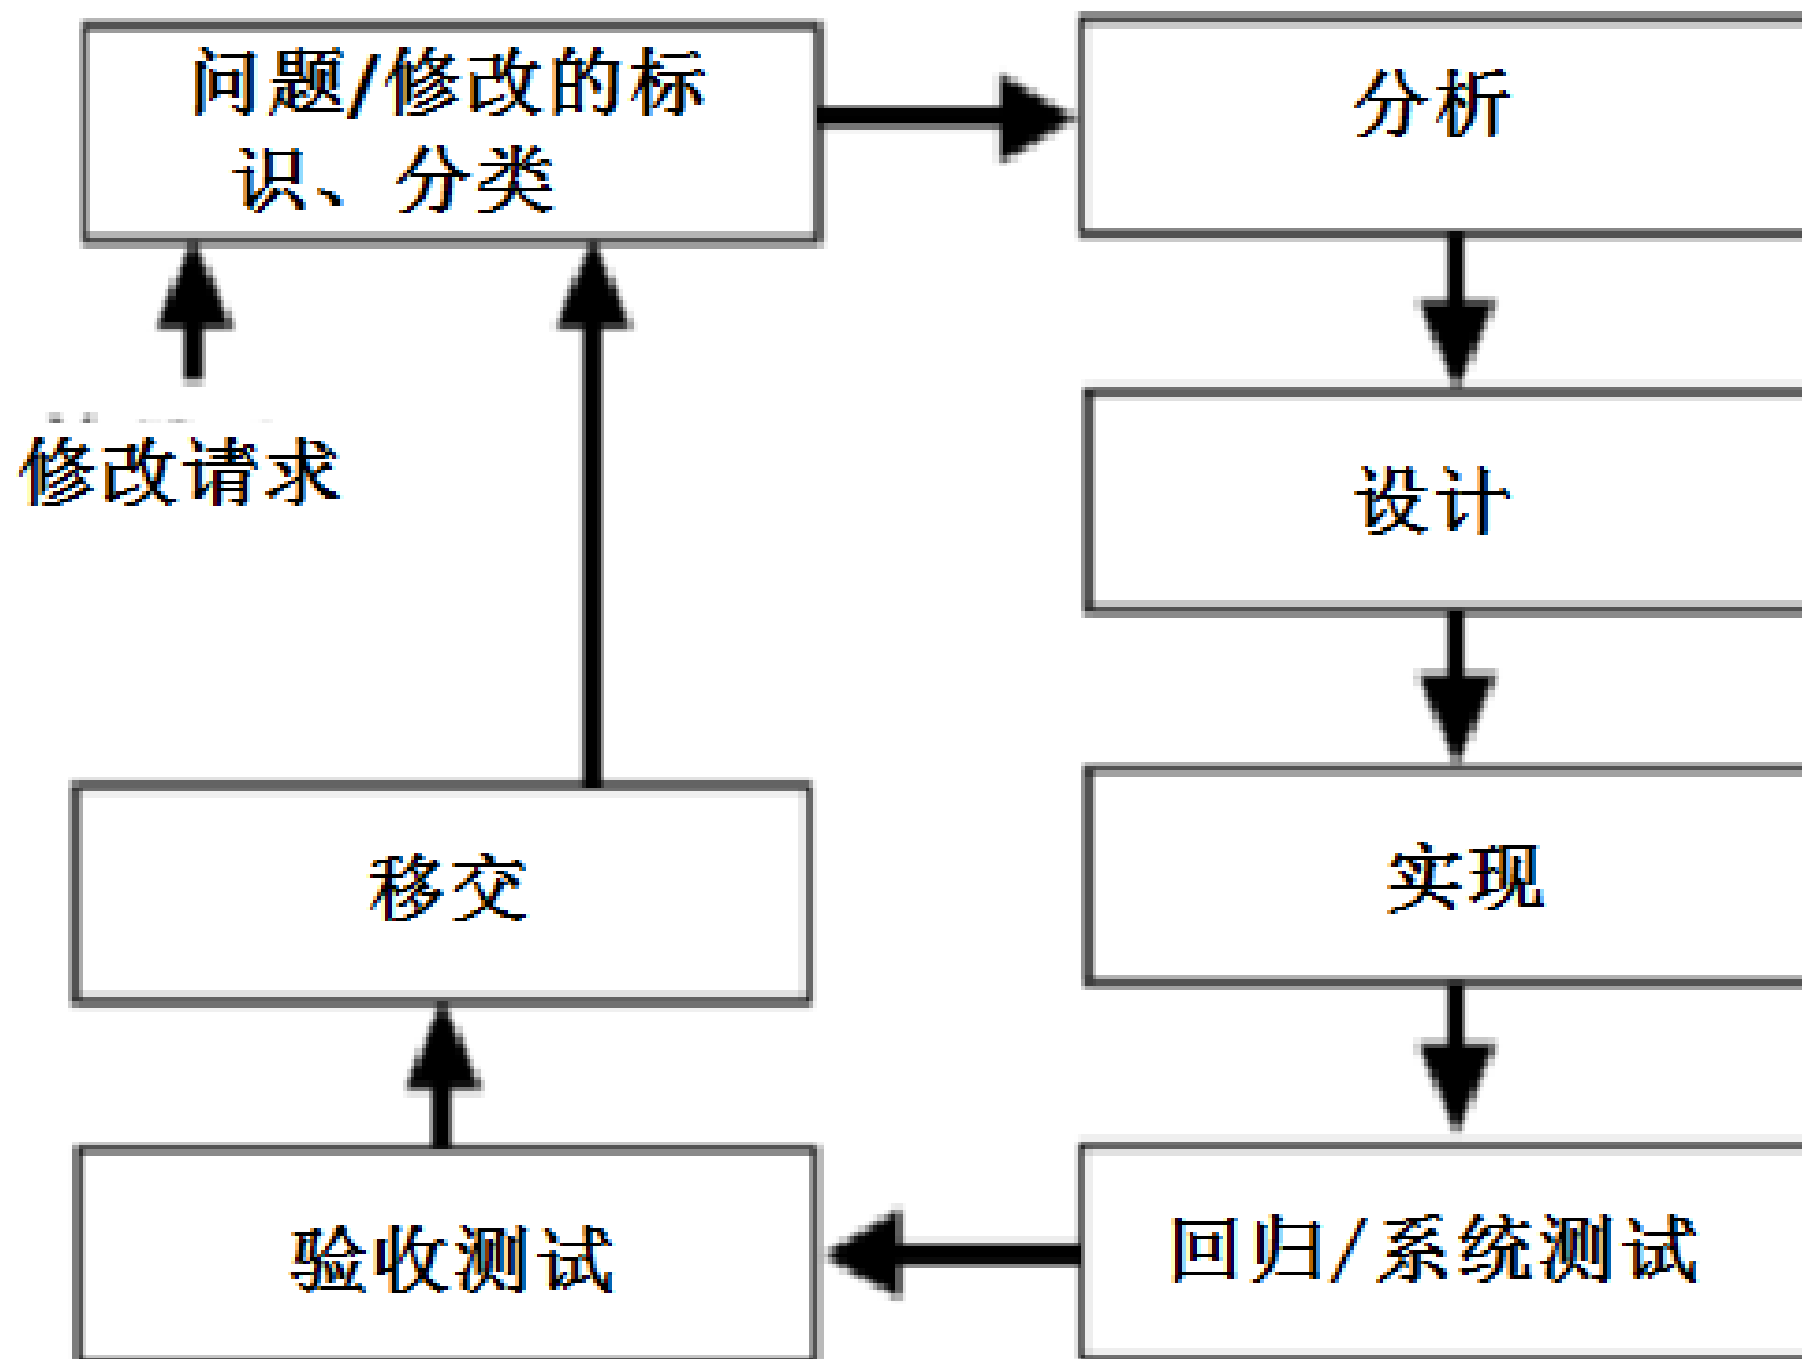 问题/修改的标
识、分类
分析
修改请求
设计
移交
实现
验收测试
回归/系统测试